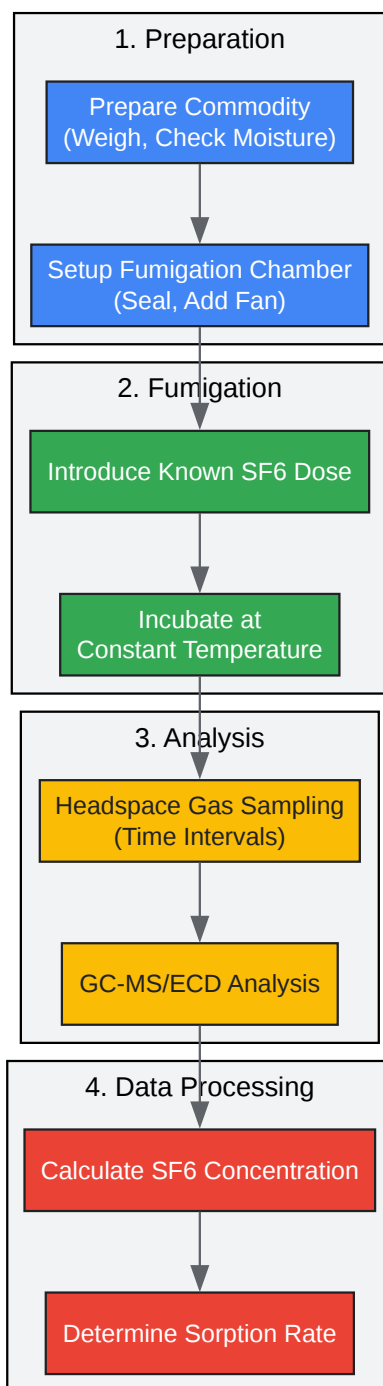 1. Preparation
Prepare Commodity
(Weigh, Check Moisture)
Setup Fumigation Chamber
(Seal, Add Fan)
2. Fumigation
Introduce Known SF6 Dose
Incubate at
Constant Temperature
3. Analysis
Headspace Gas Sampling
(Time Intervals)
GC-MS/ECD Analysis
4. Data Processing
Calculate SF6 Concentration
Determine Sorption Rate